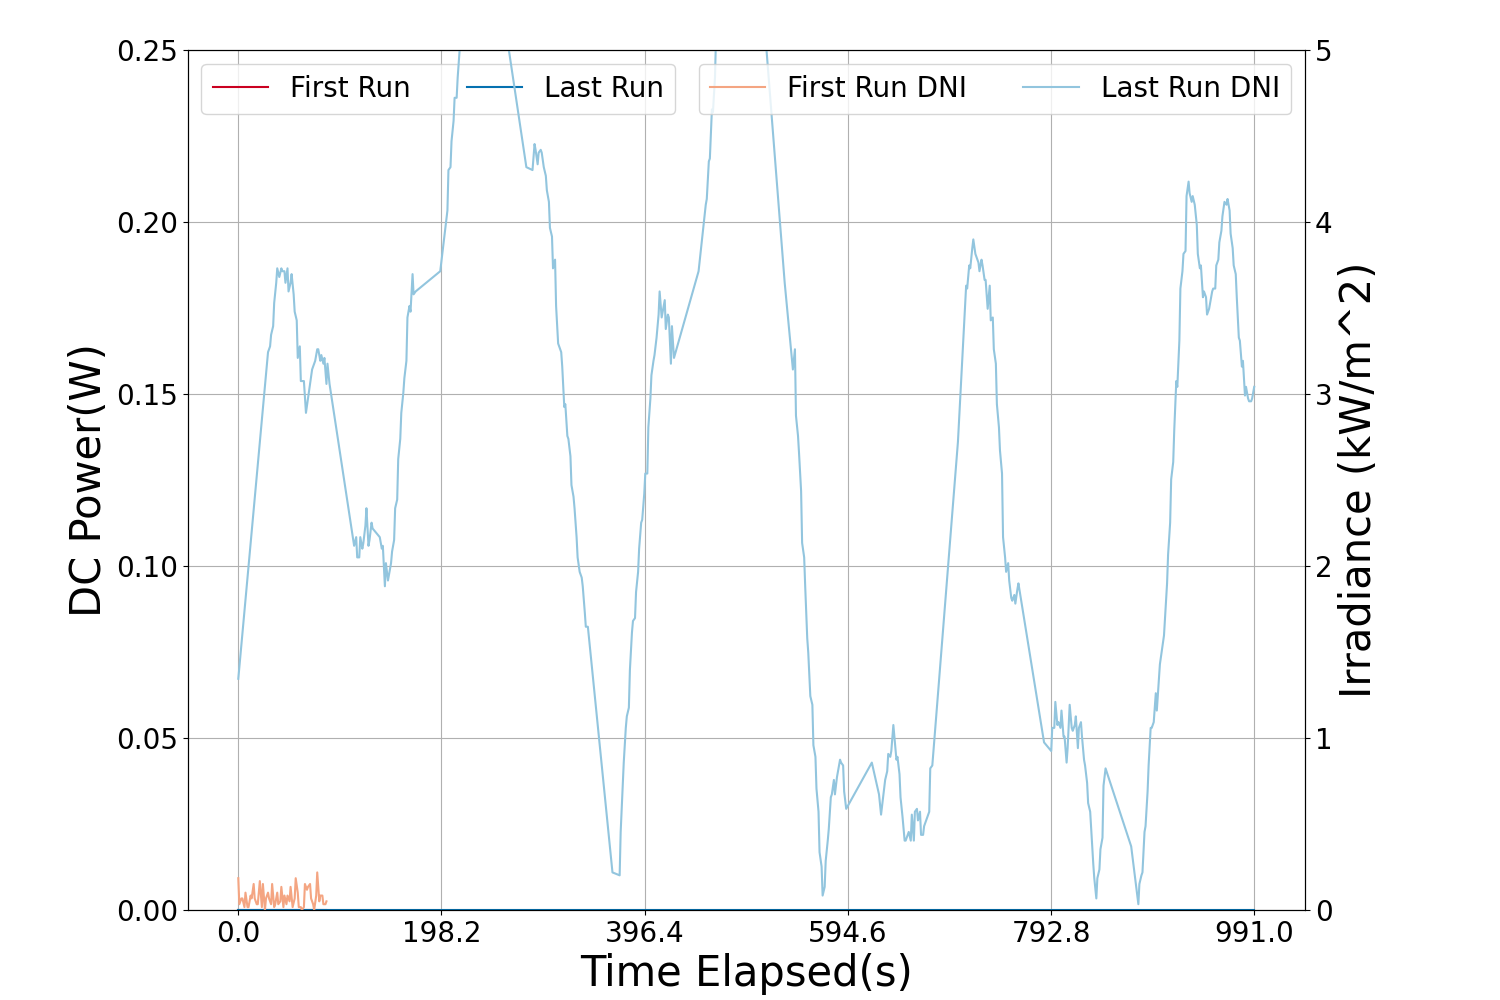 First Run
Last Run
First Run DNI
Last Run DNI
DC Power(W)
0.25
0.20
0.15
0.10
0.05
0.00
5
4
3
2
1
0
Irradiance (kW/m^2)
0.0 198.2 396.4 594.6 792.8 991.0
Time Elapsed(s)